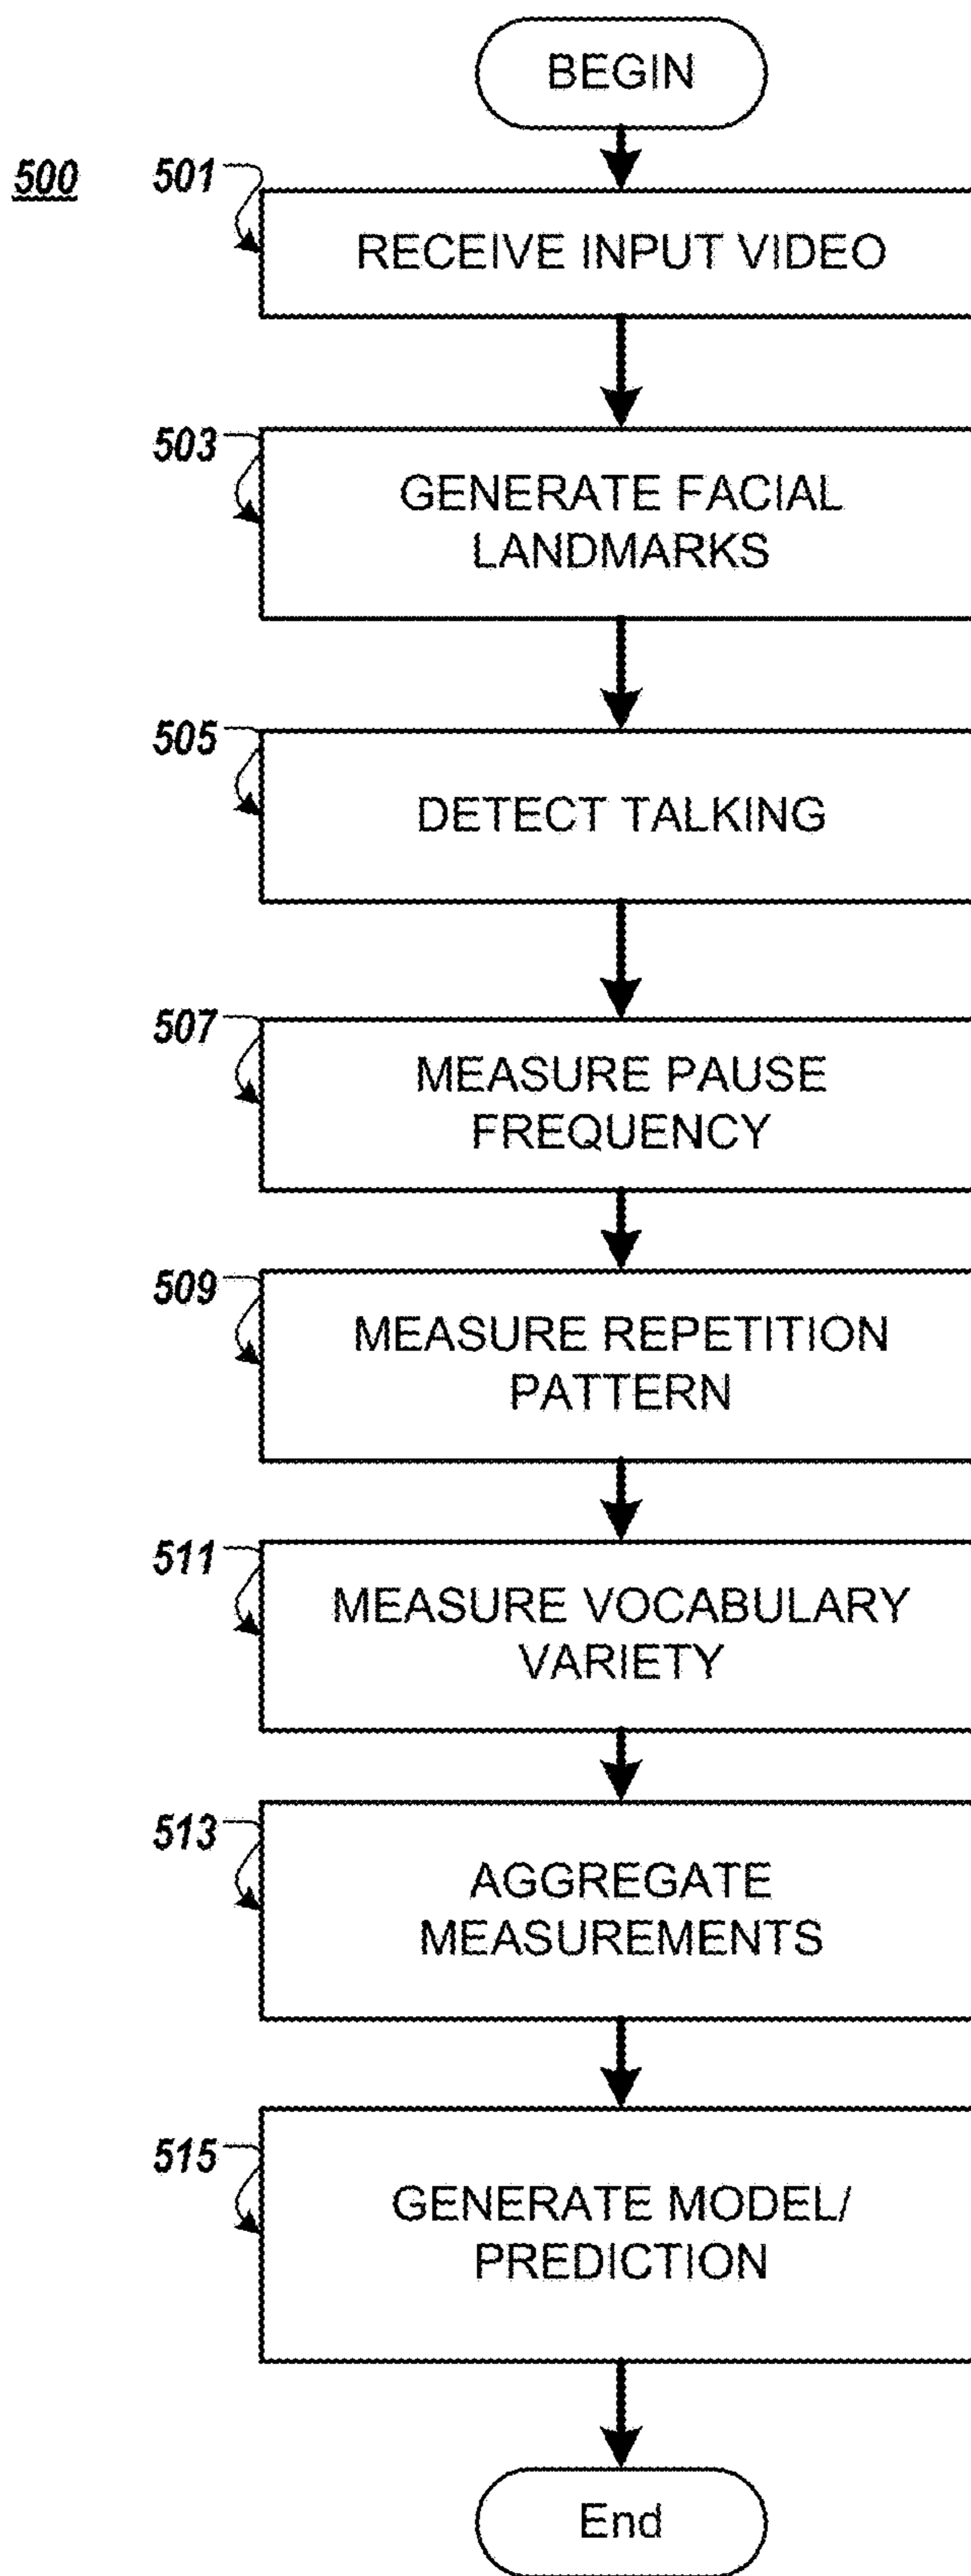 BEGIN
500
501
RECEIVE INPUT VIDEO
503
GENERATE FACIAL
LANDMARKS
505
DETECT TALKING
507
MEASURE PAUSE
FREQUENCY
509
MEASURE REPETITION
PATTERN
511
MEASURE VOCABULARY
VARIETY
513
AGGREGATE
MEASUREMENTS
515
GENERATE MODEL/
PREDICTION
End